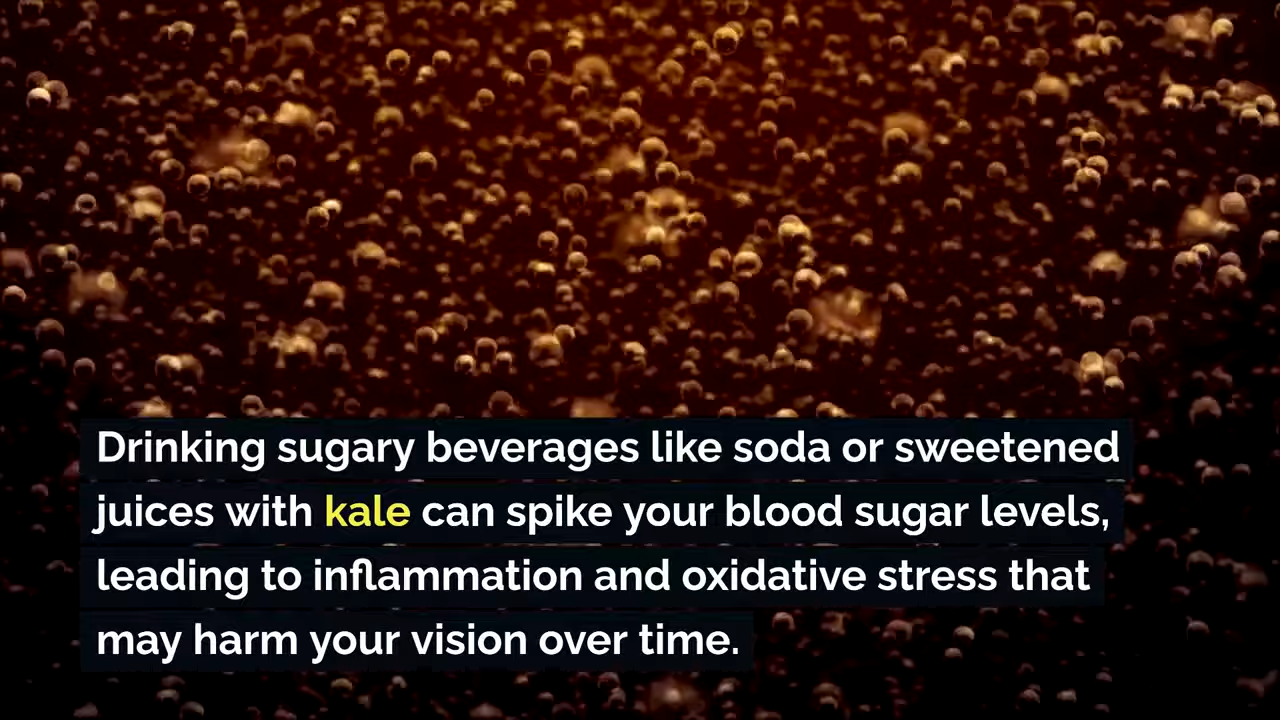 Drinking sugary beverages like soda or sweetened
juices with kale can spike your blood sugar levels,
leading to inflammation and oxidative stress that
may harm your vision over time.